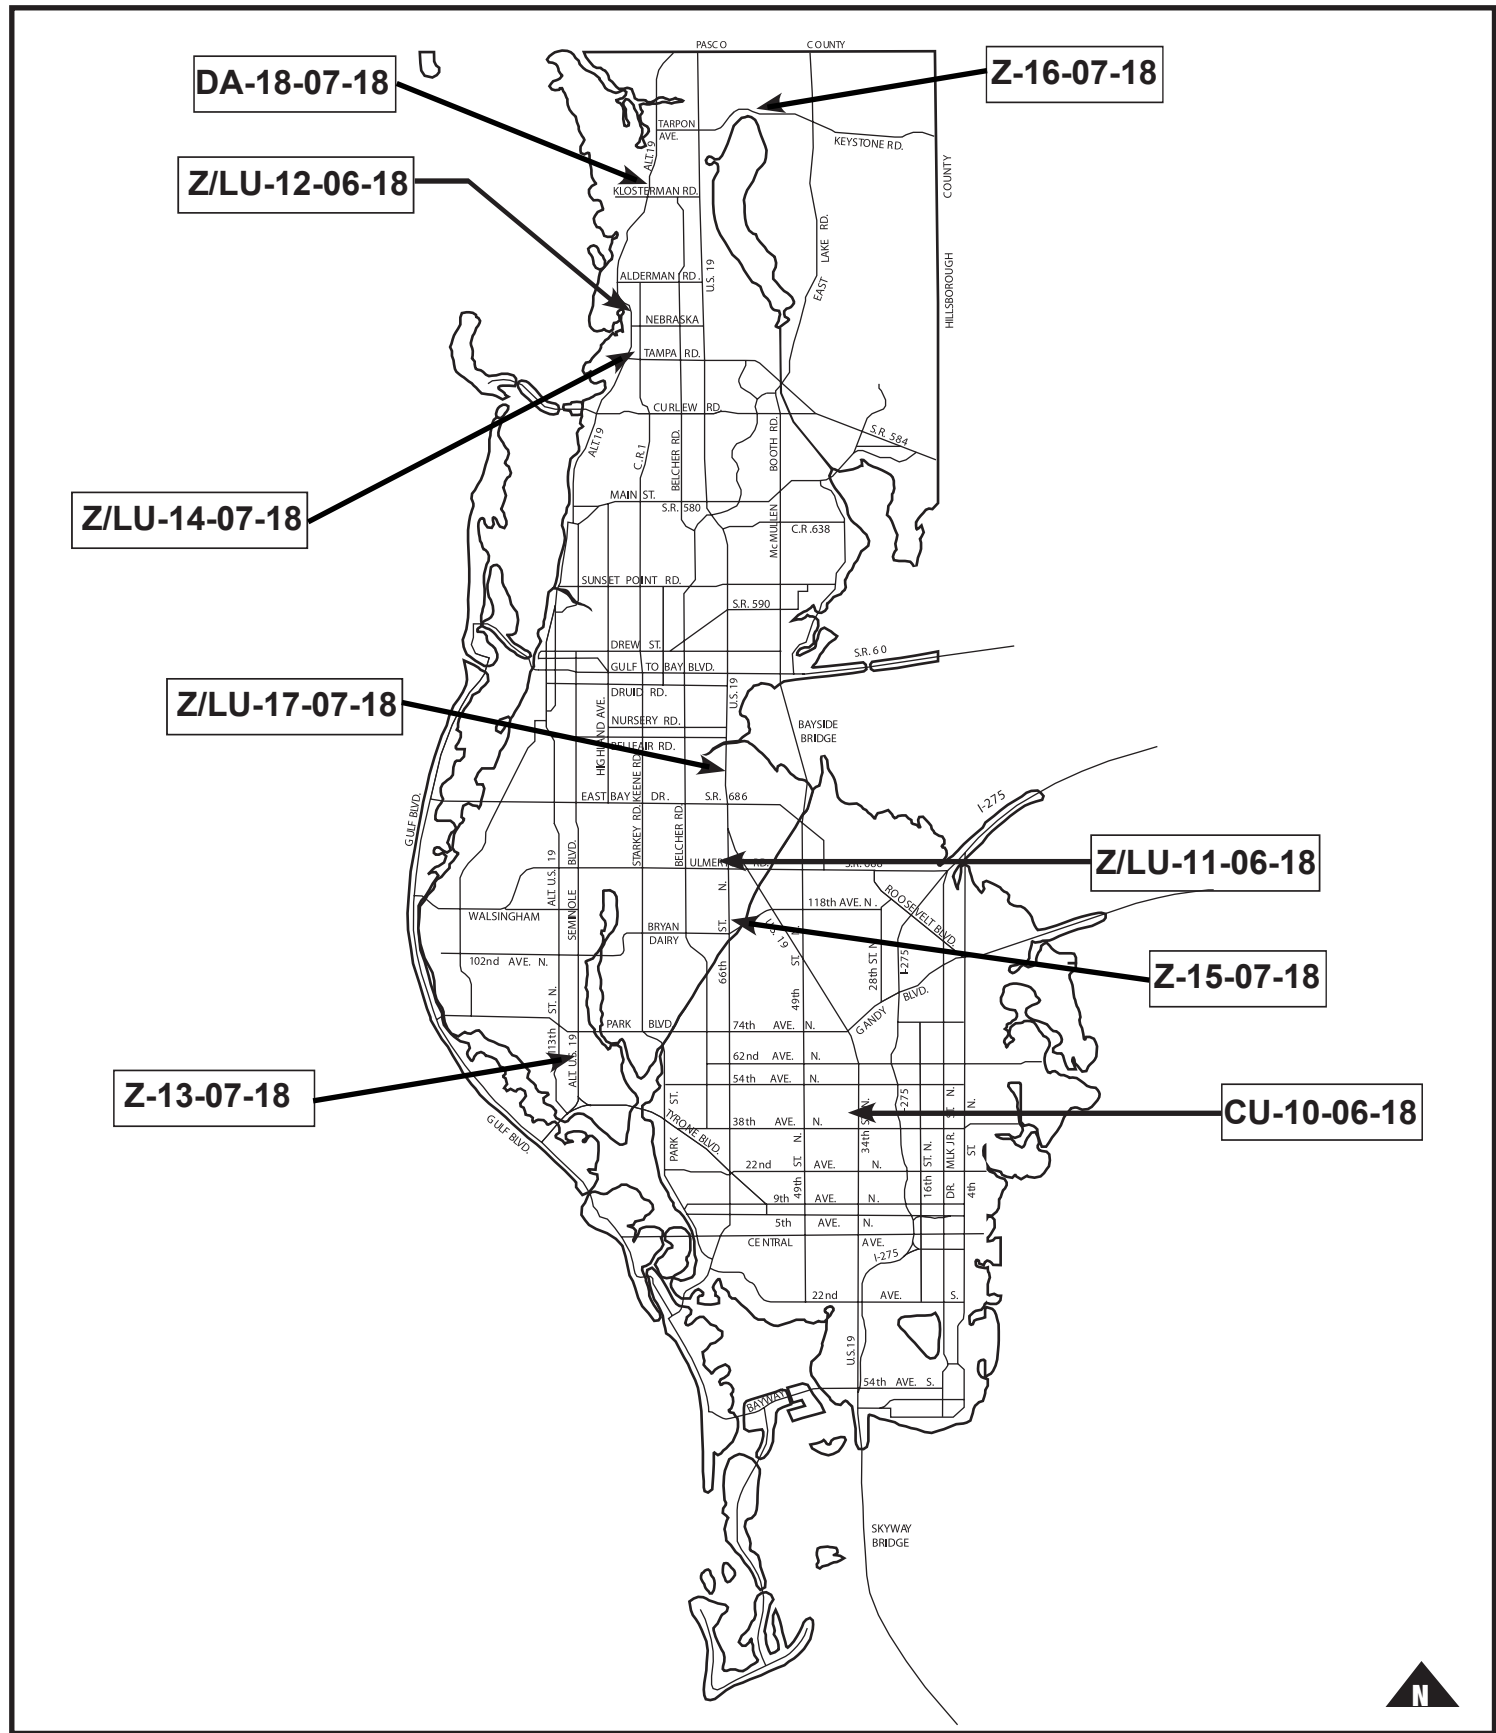 PASCO COUNTY
DA-18-07-18
Z-16-07-18
TARPON
AVE.
KEYSTONE RD.
ALT.19
COUNTY
Z/LU-12-06-18
KLOSTERMAN RD.
EAST LAKE RD.
HILLSBOROUGH
ALDERMAN RD.
U.S. 19
NEBRASKA
TAMPA RD.
CURLEW RD.
S.R. 584
ALT.19
C.R.1
BELCHER RD.
McMULLEN BOOTH RD.
MAIN ST.
S.R. 580
Z/LU-14-07-18
C.R.638
SUNSET POINT RD.
S.R. 590
DREW ST.
S.R. 60
GULF TO BAY BLVD.
DRUID RD.
U.S. 19
Z/LU-17-07-18
HIGHLAND AVE.
NURSERY RD.
BAYSIDE
BRIDGE
BELLEAIR RD.
STARKEY RD. KEENE RD.
EAST BAY DR. S.R. 686
I-275
GULF BLVD.
BELCHER RD.
ALT. U.S. 19
SEMINOLE BLVD.
ULMERTON RD. S.R. 688
Z/LU-11-06-18
ROOSEVELT BLVD.
118th AVE. N.
WALSINGHAM
BRYAN
DAIRY
66th ST. N.
U.S. 19
49th ST. N.
28th ST. N.
I-275
102nd AVE. N.
Z-15-07-18
GANDY BLVD.
113th ST. N.
PARK BLVD.
74th AVE. N.
ALT. U.S. 19
62nd AVE. N.
54th AVE. N.
Z-13-07-18
I-275
CU-10-06-18
GULF BLVD.
PARK ST.
TYRONE BLVD.
38th AVE. N.
34th ST. N.
22nd AVE. N.
49th ST. N.
16th ST. N.
DR. MLK JR. ST. N.
4th ST. N.
9th AVE. N.
5th AVE. N.
CENTRAL AVE.
I-275
22nd AVE. S.
U.S.19
54th AVE. S.
BAYWAY
SKYWAY
BRIDGE
N